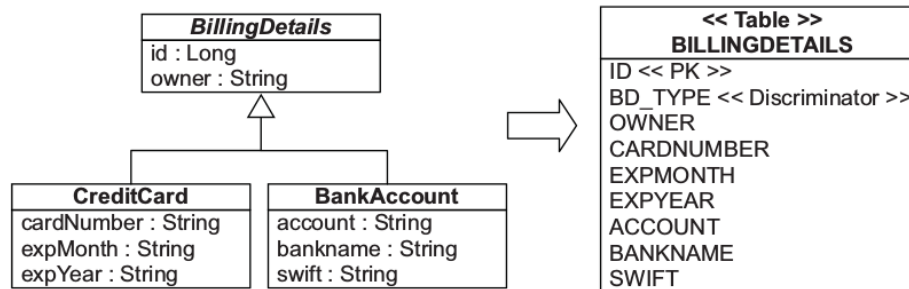 BillingDetails
id : Long
owner : String
CreditCard
cardNumber : String
expMonth : String
expYear : String
BankAccount
account : String
bankname : String
swift : String
<< Table >>
BILLINGDETAILS
ID << PK >>
BD_TYPE << Discriminator >>
OWNER
CARDNUMBER
EXPMONTH
EXPYEAR
ACCOUNT
BANKNAME
SWIFT